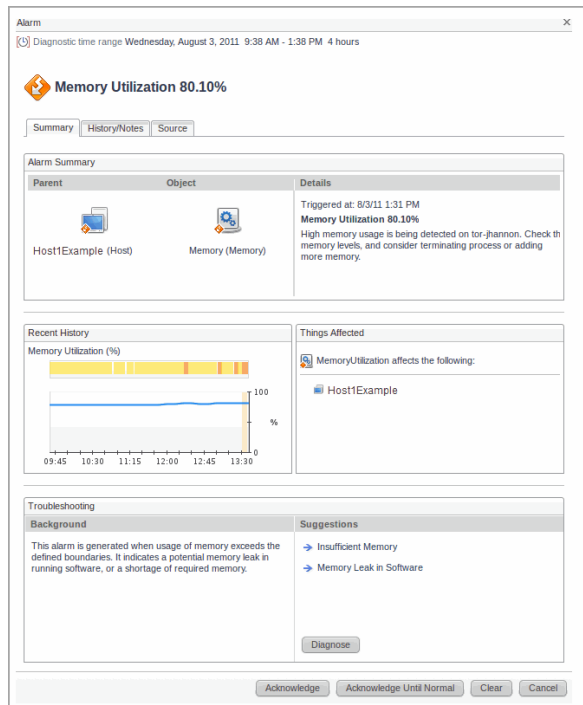 Alarm
Diagnostic time range Wednesday, August 3, 2011 9:38 AM - 1:38 PM 4 hours
Memory Utilization 80.10%
Summary
History/Notes
Source
Alarm Summary
Parent
Object
Details
Host1Example (Host)
Memory (Memory)
Triggered at: 8/3/11 1:31 PM
Memory Utilization 80.10%
High memory usage is being detected on tor-jhannon. Check th
memory levels, and consider terminating process or adding
more memory.
Recent History
Memory Utilization (%)
100
%
0
09:45 10:30 11:15 12:00 12:45 13:30
Things Affected
MemoryUtilization affects the following:
Host1Example
Troubleshooting
Background
This alarm is generated when usage of memory exceeds the
defined boundaries. It indicates a potential memory leak in
running software, or a shortage of required memory.
Suggestions
Insufficient Memory
Memory Leak in Software
Diagnose
Acknowledge
Acknowledge Until Normal
Clear
Cancel